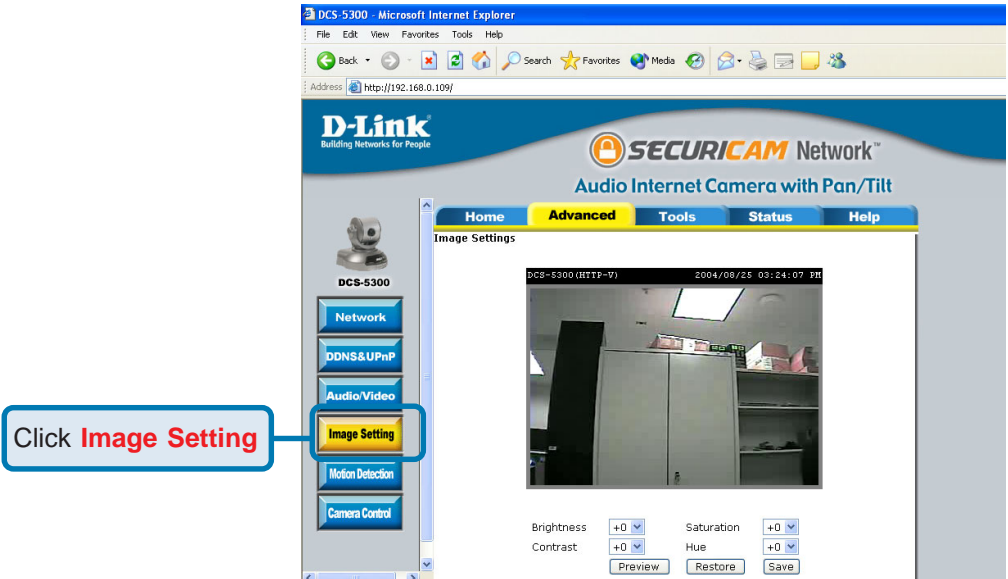 DCS-5300 - Microsoft Internet Explorer
File Edit View Favorites Tools Help
Back Search Favorites Media
Address http://192.168.0.109/
D-Link
Building Networks for People
SECURICAM Network™
Audio Internet Camera with Pan/Tilt
Home Advanced Tools Status Help
Image Settings
DCS-5300(HTTP-V) 2004/08/25 03:24:07 PM
DCS-5300
Network
DDNS&UPnP
Audio/Video
Click Image Setting
Image Setting
Motion Detection
Camera Control
Brightness +0 Saturation +0
Contrast +0 Hue +0
Preview Restore Save